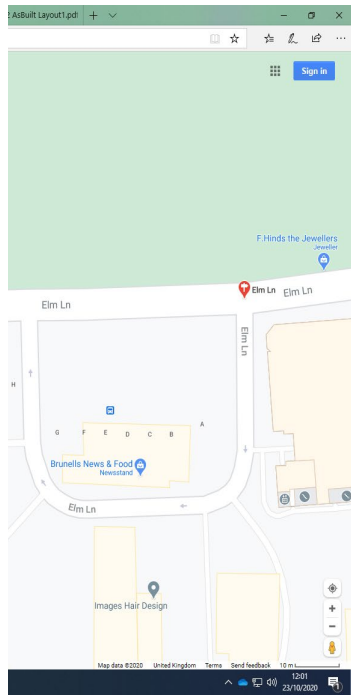 2 AsBuilt Layout1.pdf
Sign in
F.Hinds the Jewellers
Jeweller
Elm Ln
Elm Ln
Elm Ln
Elm Ln
H
A
G F E D C B
Brunells News & Food
Newsstand
Elm Ln
Images Hair Design
Map data ©2020 United Kingdom Terms Send feedback 10 m
12:01
23/10/2020
1